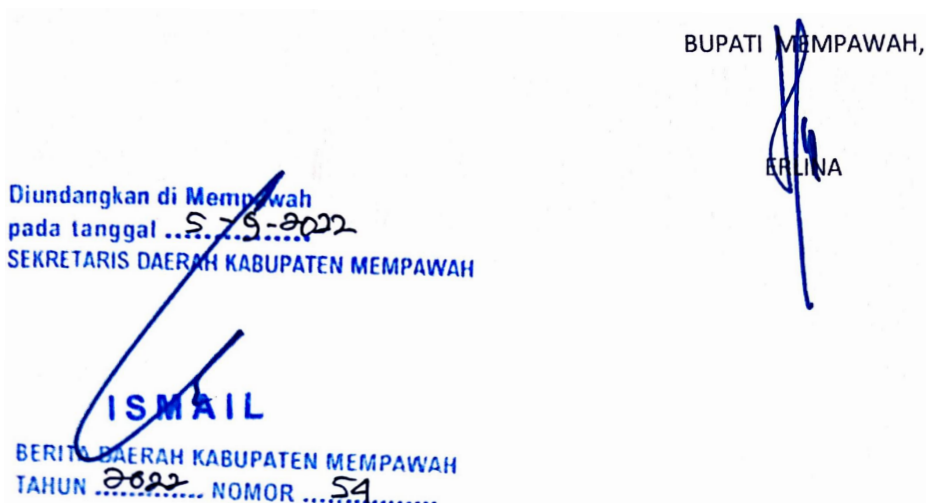 BUPATI MEMPAWAH,
ERLINA
Diundangkan di Mempawah
pada tanggal 5-9-2022
SEKRETARIS DAERAH KABUPATEN MEMPAWAH
ISMAIL
BERITA DAERAH KABUPATEN MEMPAWAH
TAHUN 2022 NOMOR 54